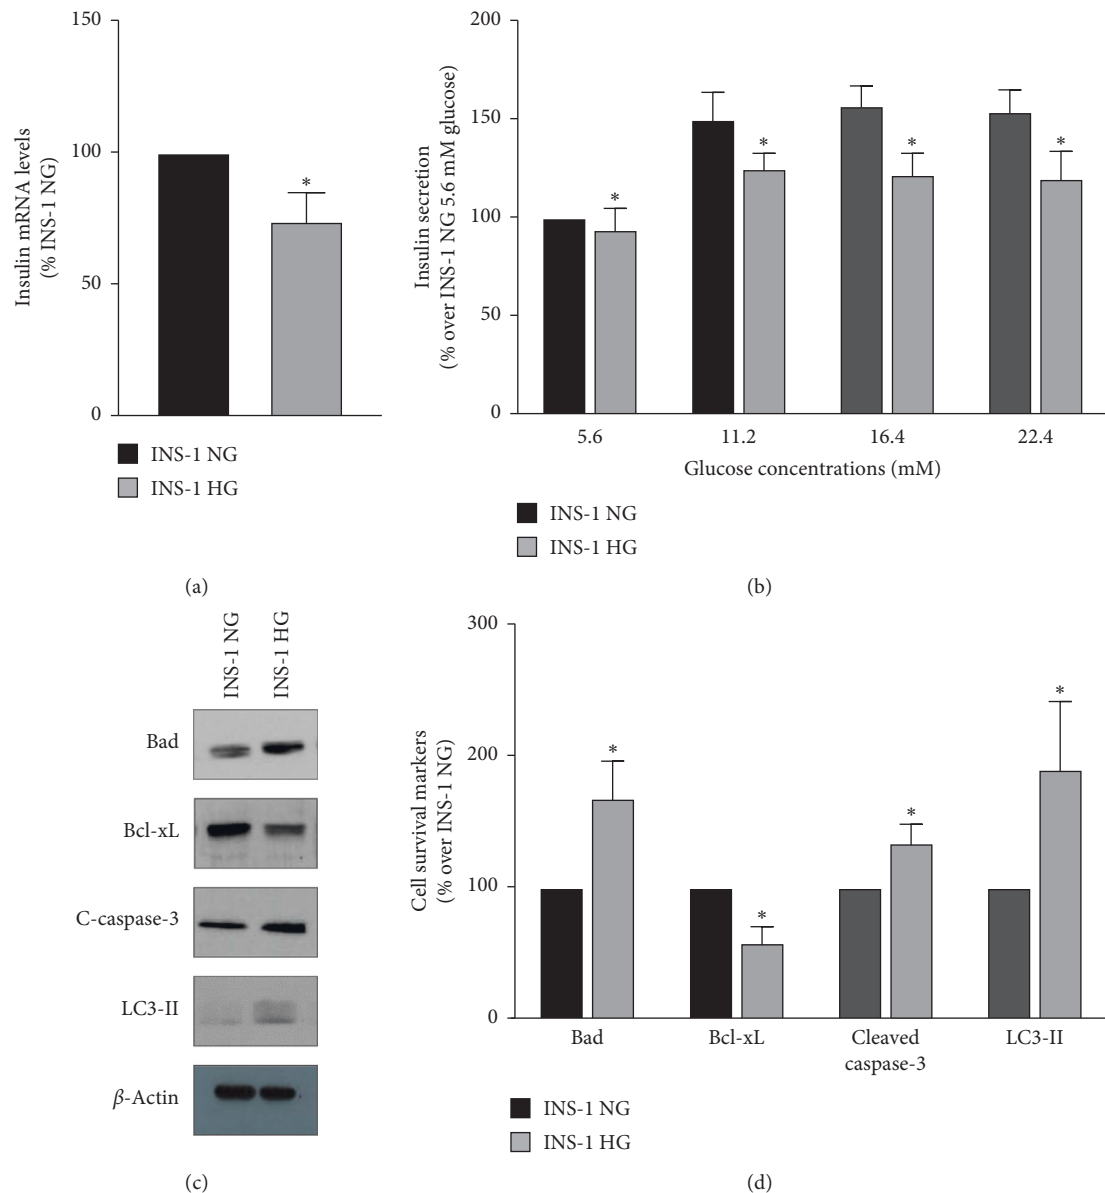 150
100
50
0
Insulin mRNA levels
(% INS-1 NG)
*
INS-1 NG
INS-1 HG
(a)
200
150
100
50
0
Insulin secretion
(% over INS-1 NG 5.6 mM glucose)
* * * *
5.6 11.2 16.4 22.4
Glucose concentrations (mM)
INS-1 NG
INS-1 HG
(b)
INS-1 NG
INS-1 HG
Bad
Bcl-xL
C-caspase-3
LC3-II
β-Actin
(c)
300
200
100
0
Cell survival markers
(% over INS-1 NG)
* * * *
Bad Bcl-xL Cleaved LC3-II
caspase-3
INS-1 NG
INS-1 HG
(d)